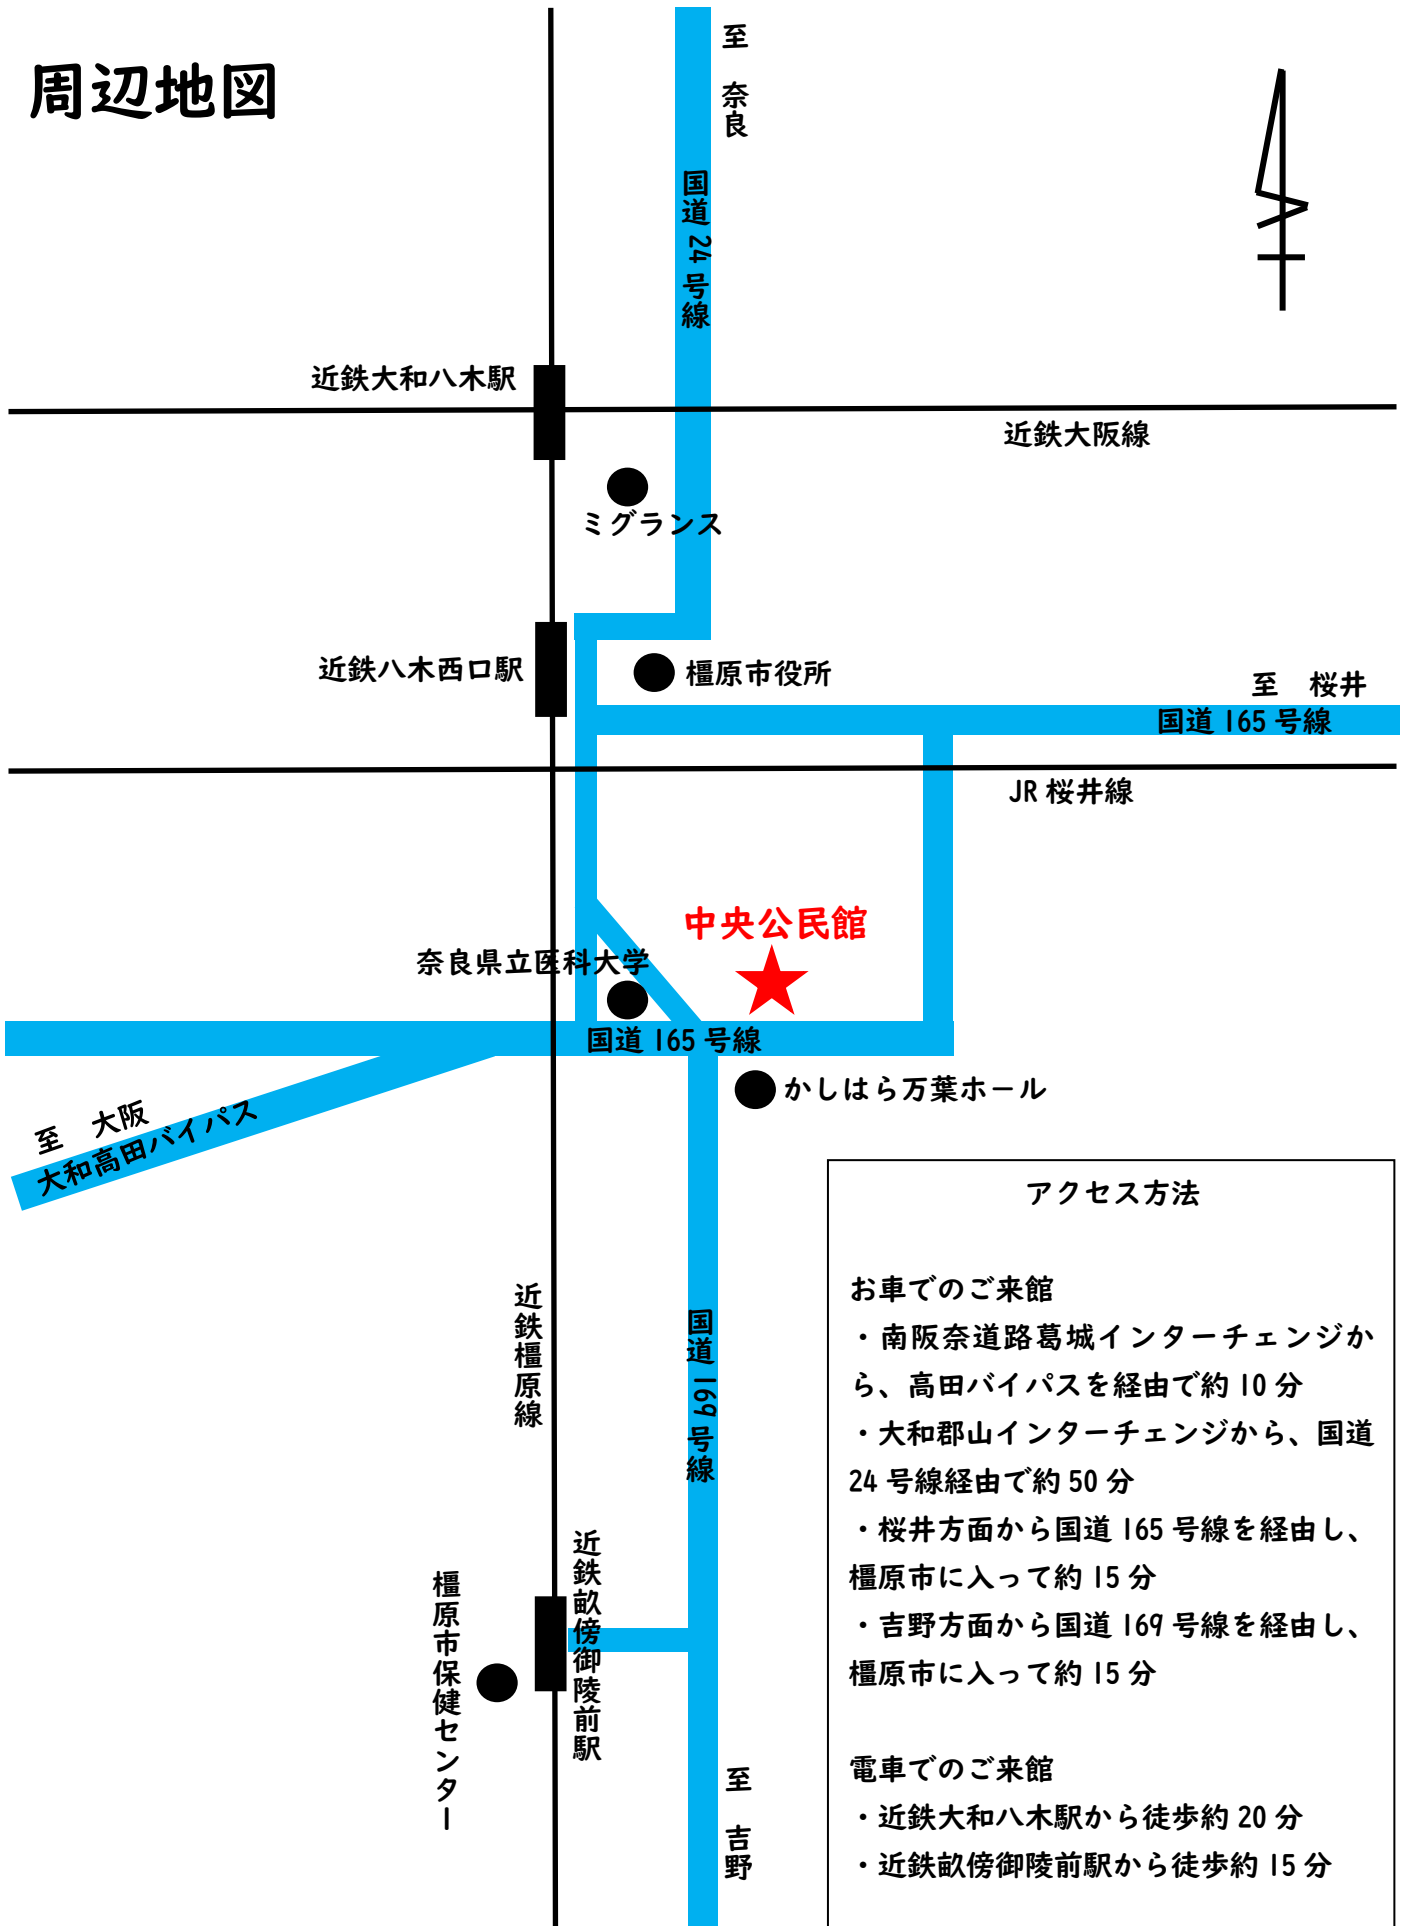 周辺地図
至　奈良
国道24号線
近鉄大和八木駅
近鉄大阪線
ミグランス
近鉄八木西口駅
橿原市役所
至　桜井
国道165号線
JR桜井線
中央公民館
奈良県立医科大学
国道165号線
かしはら万葉ホール
至　大阪
大和高田バイパス
近鉄橿原線
国道169号線
近鉄畝傍御陵前駅
橿原市保健センター
至　吉野
アクセス方法
お車でのご来館
・南阪奈道路葛城インターチェンジか
ら、高田バイパスを経由で約10分
・大和郡山インターチェンジから、国道
24号線経由で約50分
・桜井方面から国道165号線を経由し、
橿原市に入って約15分
・吉野方面から国道169号線を経由し、
橿原市に入って約15分
電車でのご来館
・近鉄大和八木駅から徒歩約20分
・近鉄畝傍御陵前駅から徒歩約15分